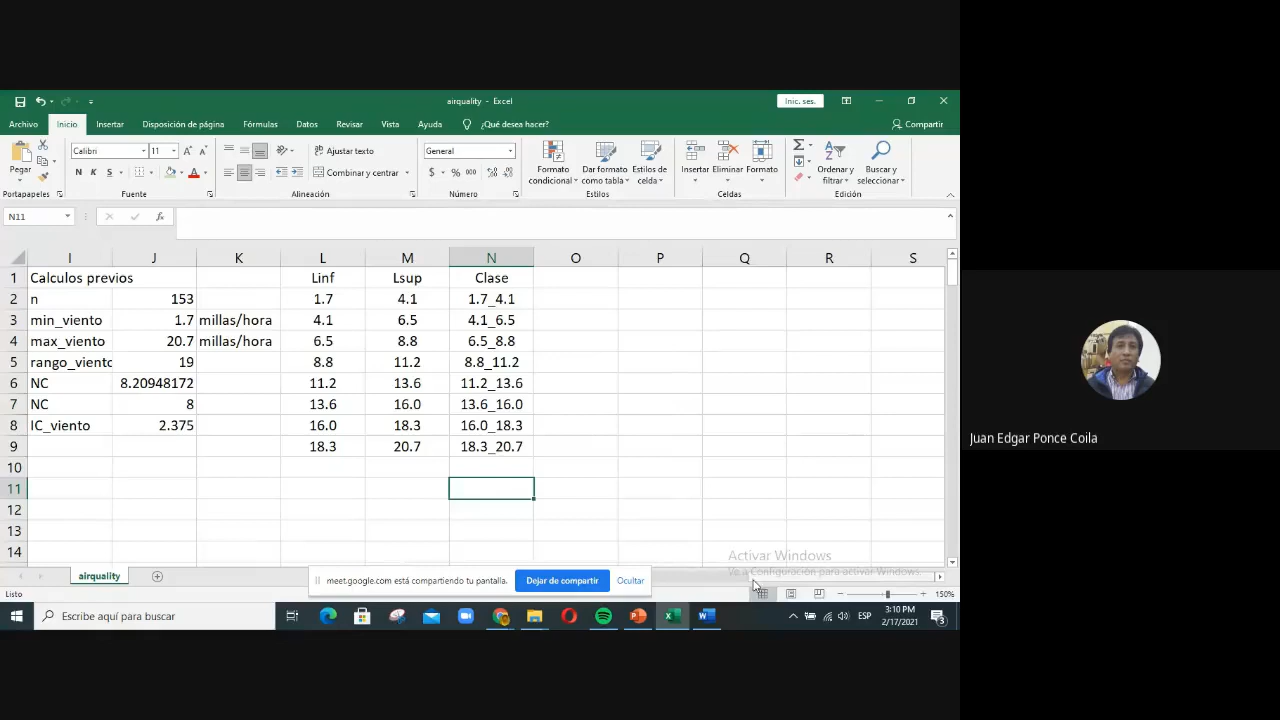 airquality - Excel
Inic. ses.
Archivo Inicio Insertar Disposición de página Fórmulas Datos Revisar Vista Ayuda ¿Qué desea hacer? Compartir
Pegar
Calibri 11
N K S
Ajustar texto
Combinar y centrar
General
$ % 000
Formato condicional
Dar formato como tabla
Estilos de celda
Insertar Eliminar Formato
Ordenar y filtrar
Buscar y seleccionar
Portapapeles Fuente Alineación Número Estilos Celdas Edición
N11 fx
I J K L M N O P Q R S
1 Calculos previos Linf Lsup Clase
2 n 153 1.7 4.1 1.7_4.1
3 min_viento 1.7 millas/hora 4.1 6.5 4.1_6.5
4 max_viento 20.7 millas/hora 6.5 8.8 6.5_8.8
5 rango_viento 19 8.8 11.2 8.8_11.2
6 NC 8.20948172 11.2 13.6 11.2_13.6
7 NC 8 13.6 16.0 13.6_16.0
8 IC_viento 2.375 16.0 18.3 16.0_18.3
9 18.3 20.7 18.3_20.7
10
11
12
13
14
Activar Windows
Ve a Configuración para activar Windows.
airquality
meet.google.com está compartiendo tu pantalla. Dejar de compartir Ocultar
Listo 150%
Escribe aquí para buscar
ESP
3:10 PM
2/17/2021
3
Juan Edgar Ponce Coila